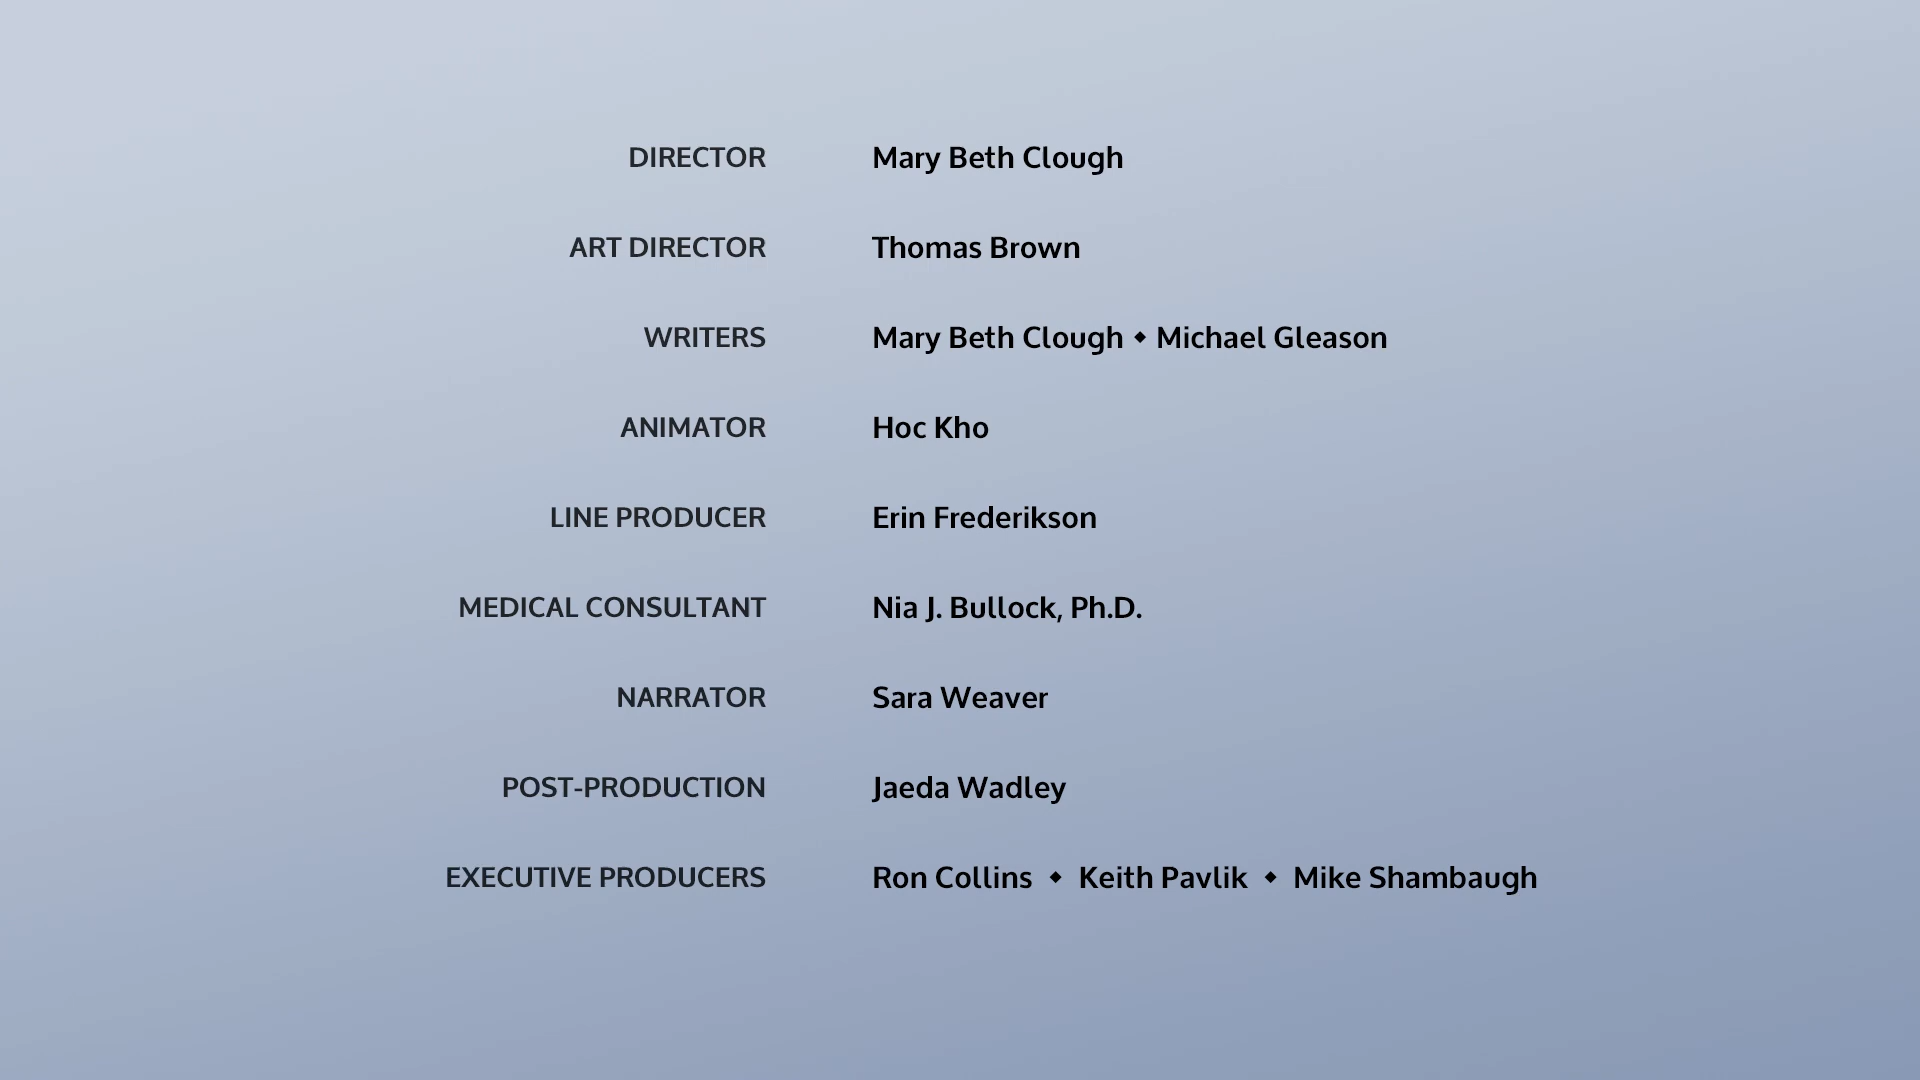 DIRECTOR Mary Beth Clough
ART DIRECTOR Thomas Brown
WRITERS Mary Beth Clough ◆ Michael Gleason
ANIMATOR Hoc Kho
LINE PRODUCER Erin Frederikson
MEDICAL CONSULTANT Nia J. Bullock, Ph.D.
NARRATOR Sara Weaver
POST-PRODUCTION Jaeda Wadley
EXECUTIVE PRODUCERS Ron Collins ◆ Keith Pavlik ◆ Mike Shambaugh